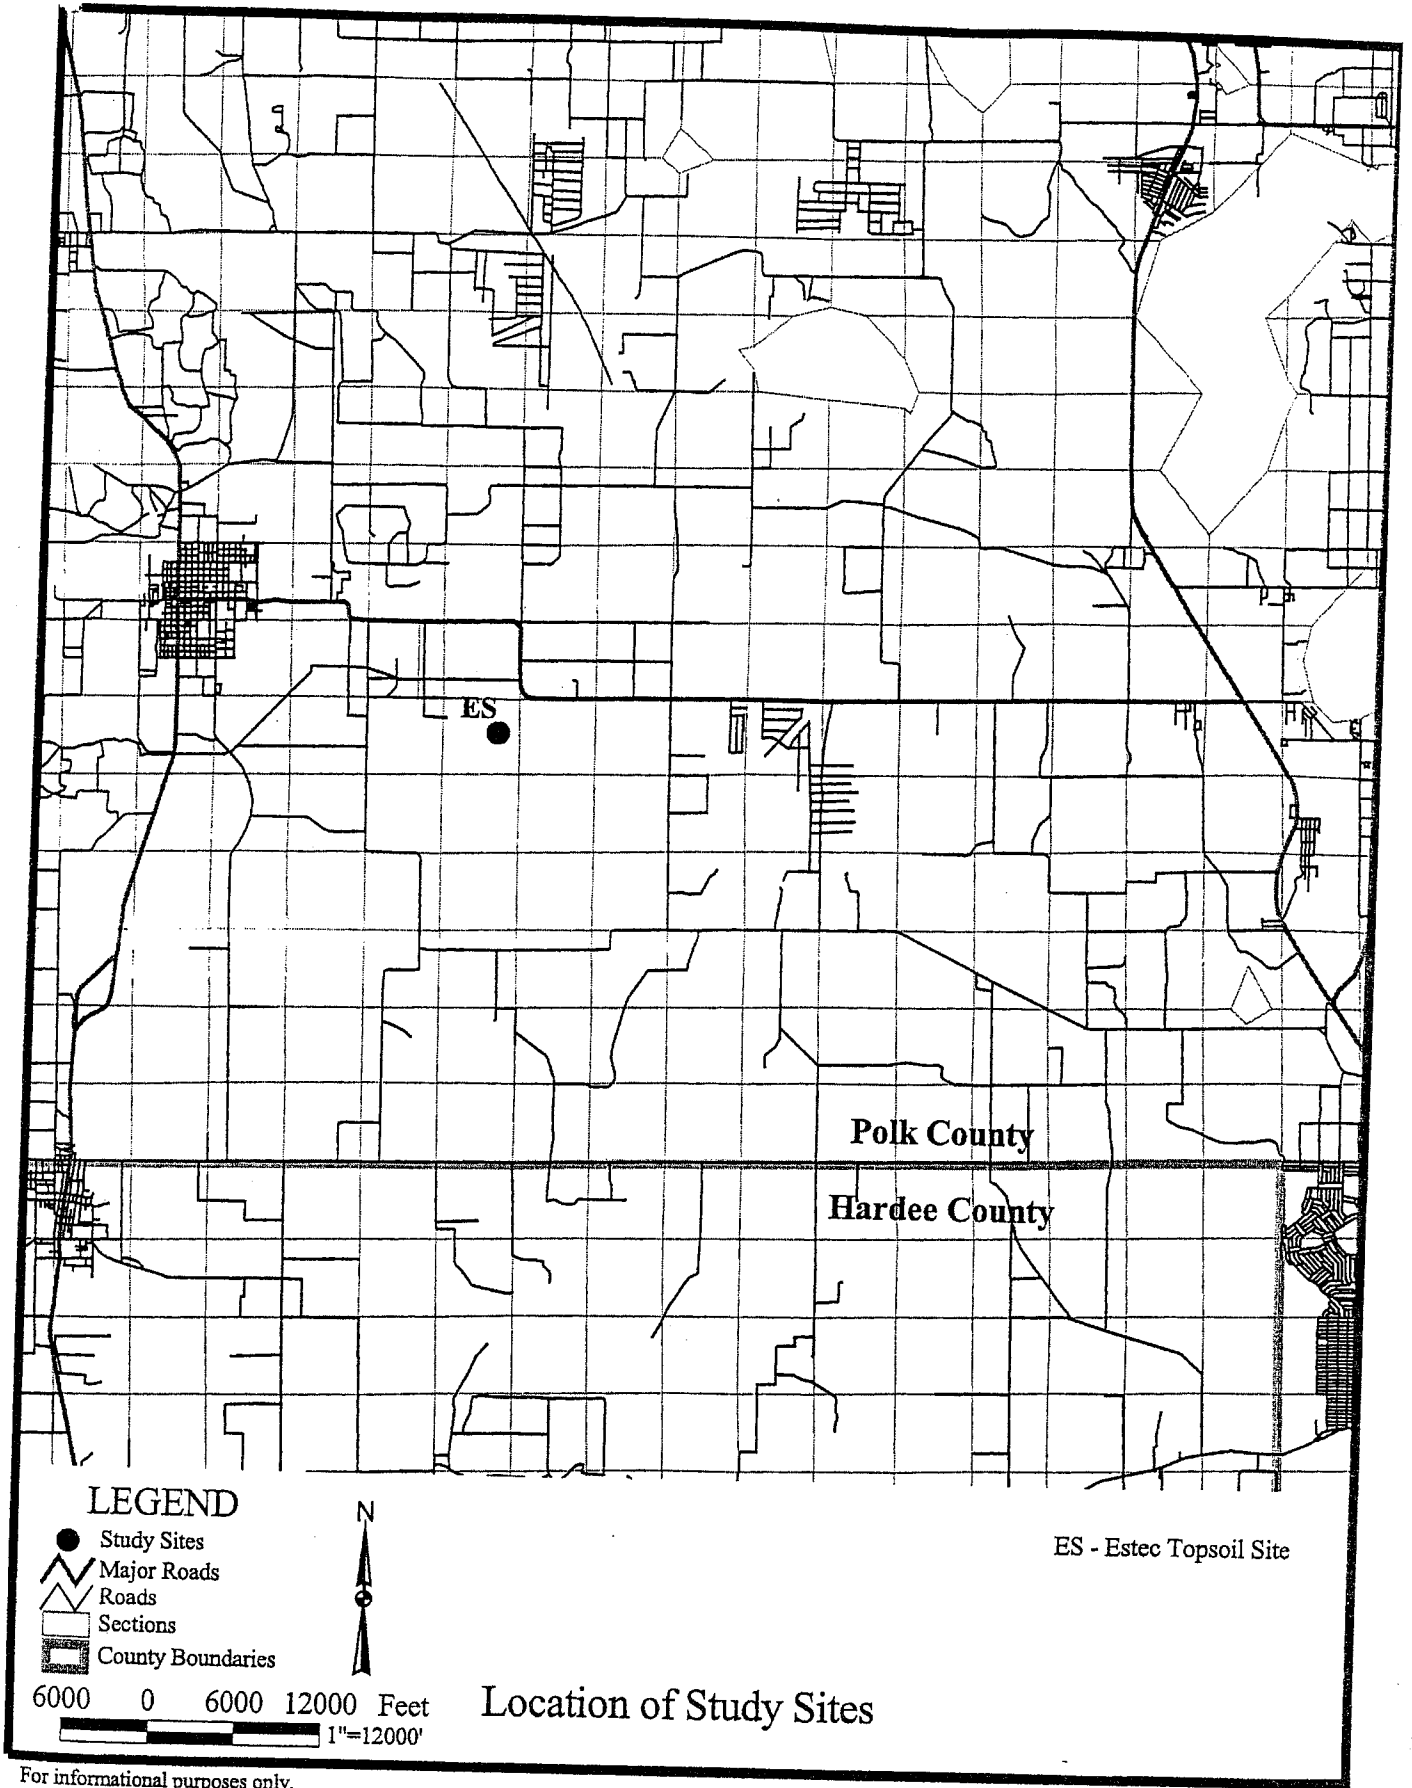 ES
Polk County
Hardee County
LEGEND
Study Sites
Major Roads
Roads
Sections
County Boundaries
N
ES - Estec Topsoil Site
6000 0 6000 12000 Feet
1"=12000'
Location of Study Sites
For informational purposes only.